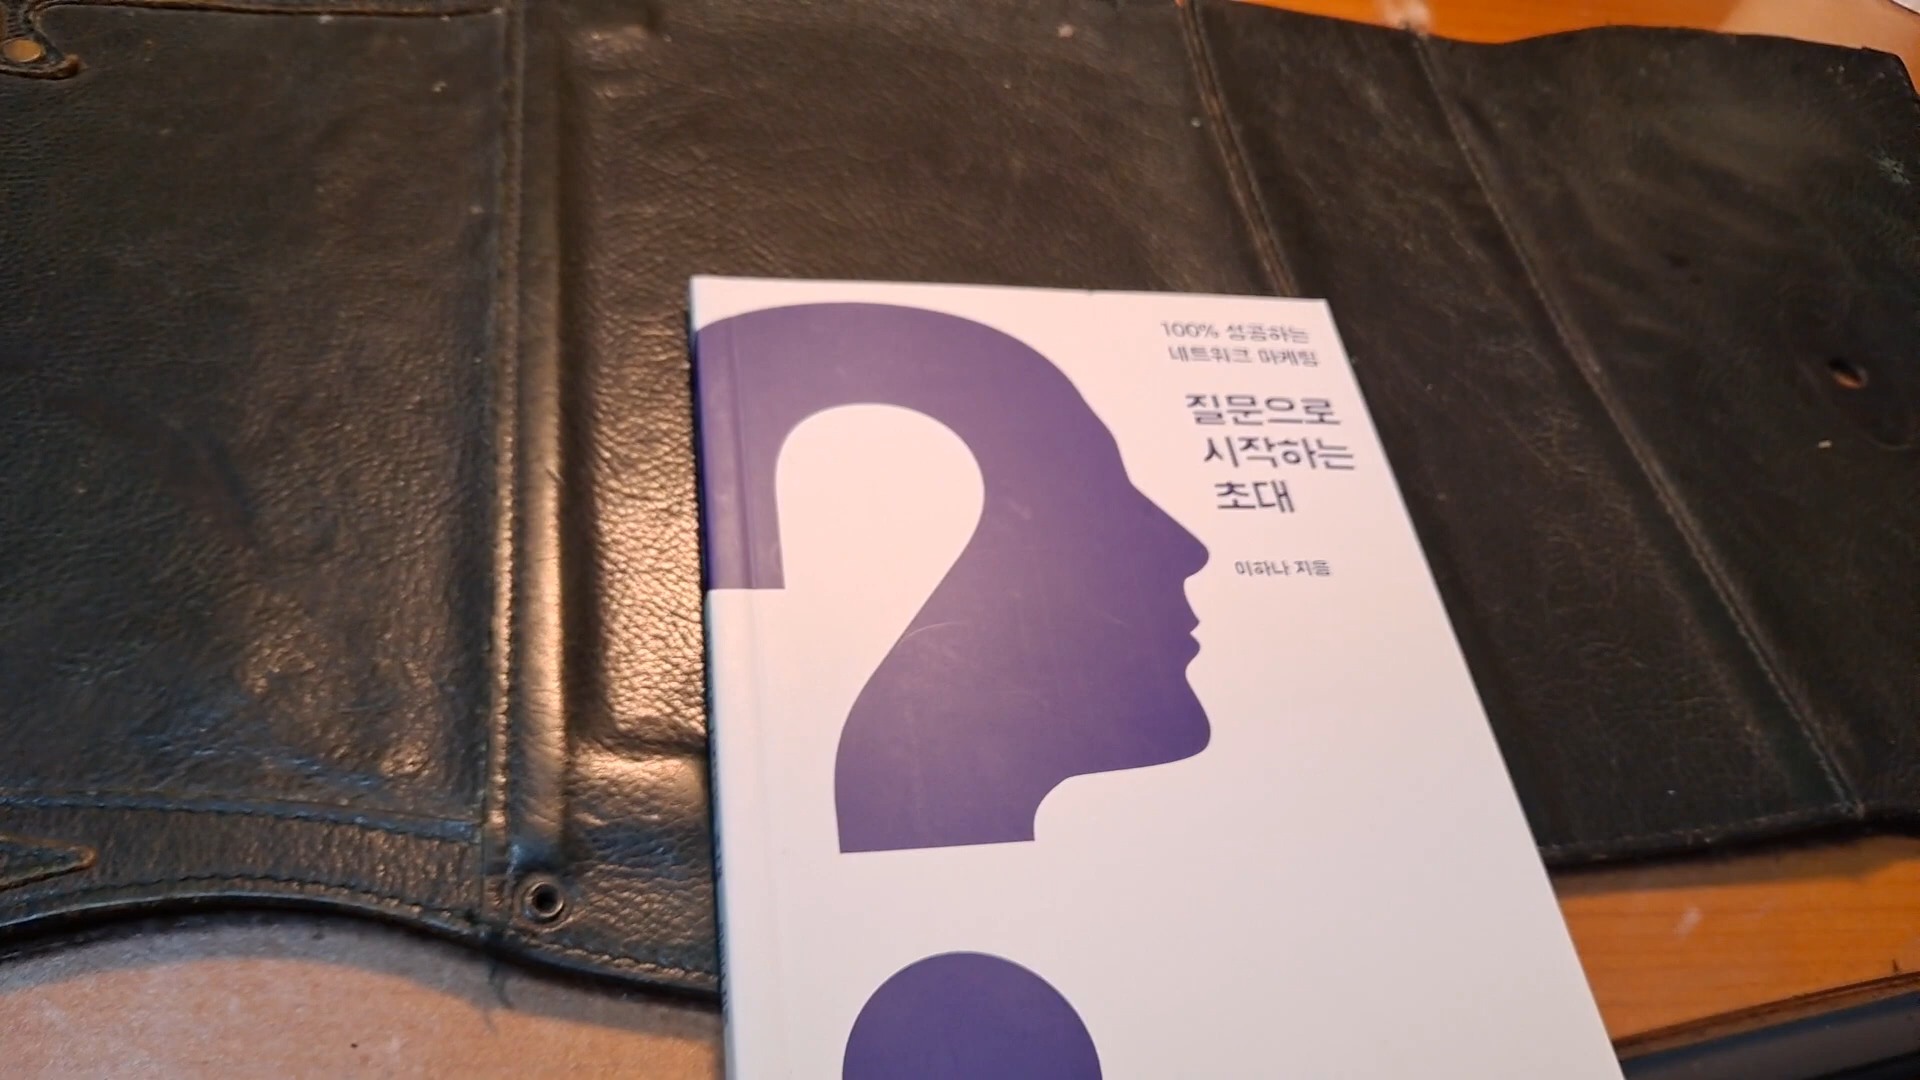 100% 성공하는
네트워크 마케팅
질문으로
시작하는
초대
이하나 지음